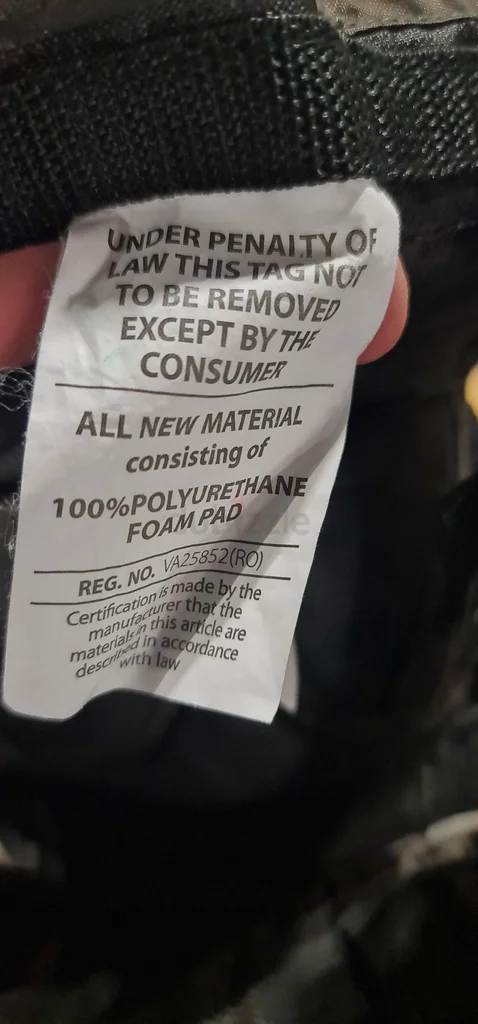 UNDER PENALTY OF
LAW THIS TAG NOT
TO BE REMOVED
EXCEPT BY THE
CONSUMER
ALL NEW MATERIAL
consisting of
100%POLYURETHANE
FOAM PAD
REG. NO. VA25852(RO)
Certification is made by the
manufacturer that the
materials in this article are
described in accordance
with law